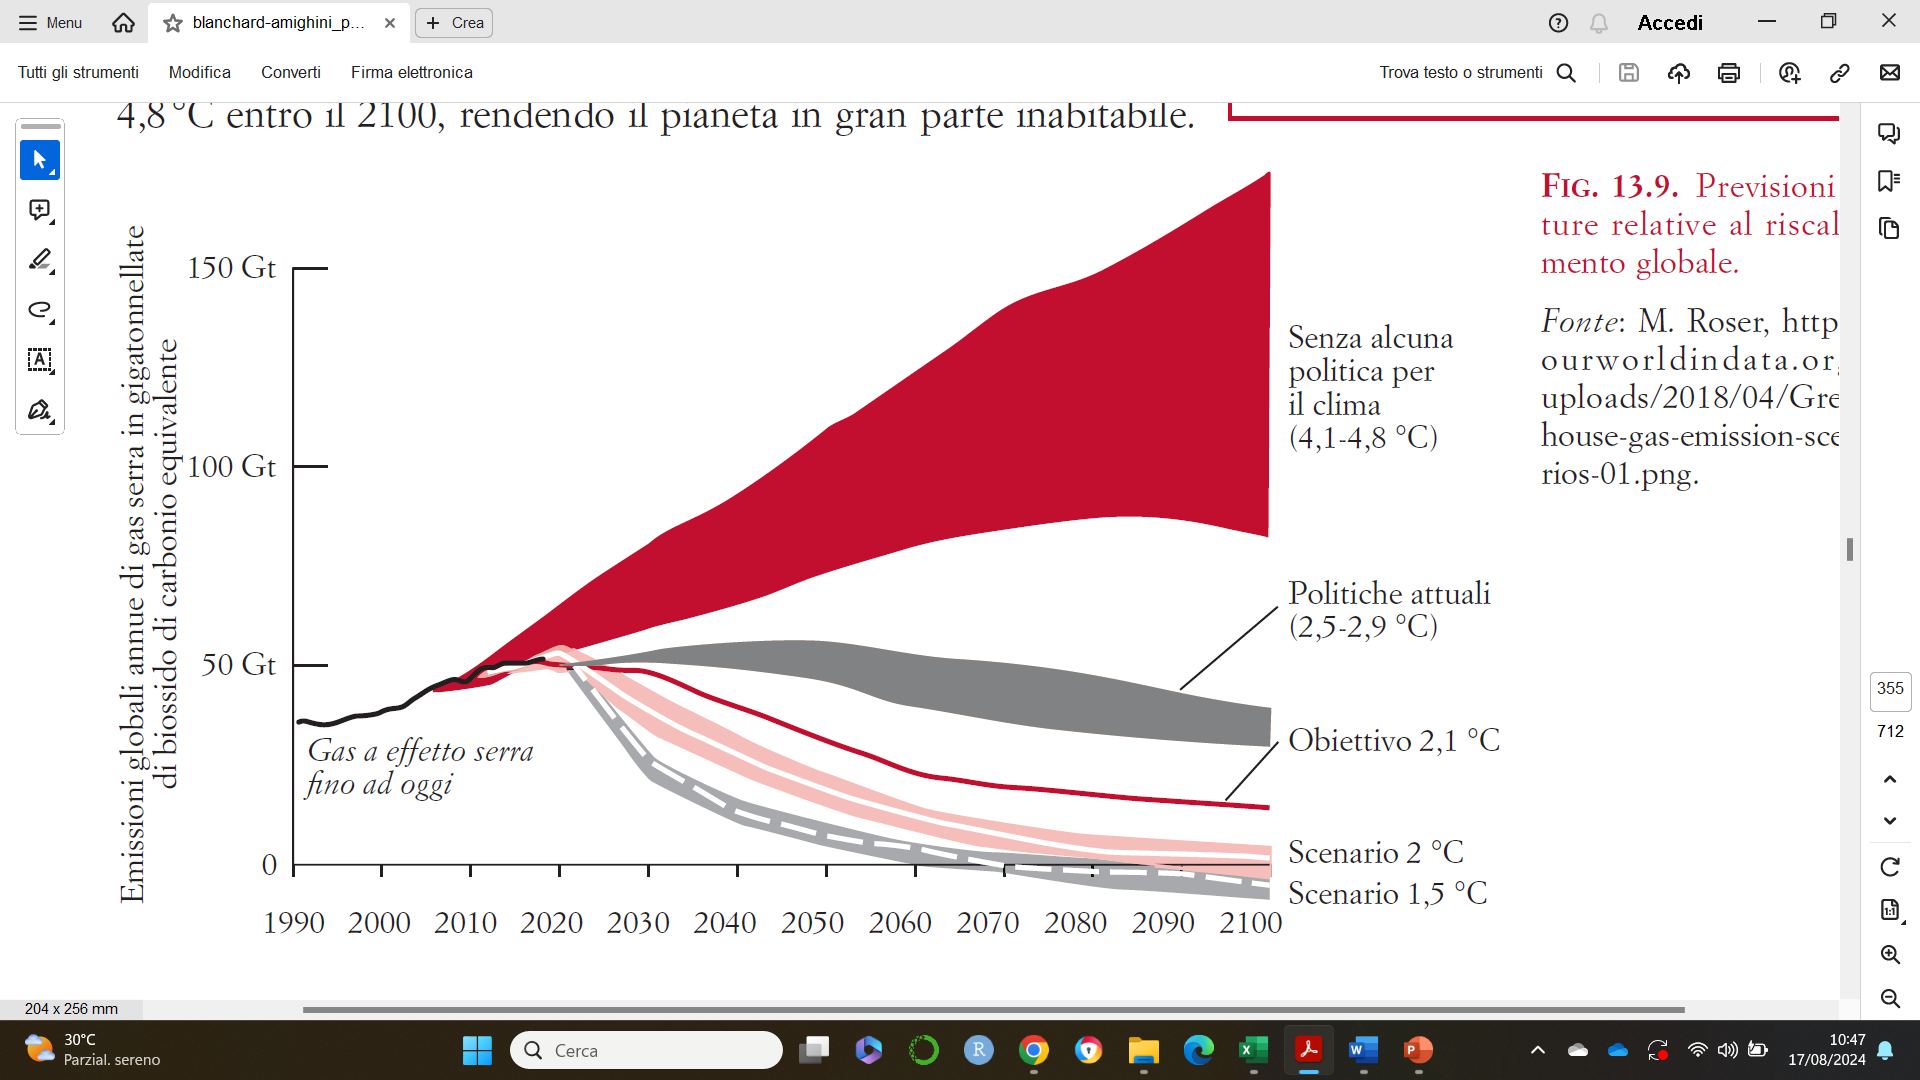 Menu
blanchard-amighini_p...
Crea
Accedi
Tutti gli strumenti
Modifica
Converti
Firma elettronica
Trova testo o strumenti
4,8 °C entro il 2100, rendendo il pianeta in gran parte inabitabile.
Emissioni globali annue di gas serra in gigatonnellate
di biossido di carbonio equivalente
150 Gt
100 Gt
50 Gt
0
1990 2000 2010 2020 2030 2040 2050 2060 2070 2080 2090 2100
Gas a effetto serra
fino ad oggi
Senza alcuna
politica per
il clima
(4,1-4,8 °C)
Politiche attuali
(2,5-2,9 °C)
Obiettivo 2,1 °C
Scenario 2 °C
Scenario 1,5 °C
FIG. 13.9. Previsioni
ture relative al riscal
mento globale.
Fonte: M. Roser, http
ourworldindata.or
uploads/2018/04/Gre
house-gas-emission-sce
rios-01.png.
355
712
1:1
204 x 256 mm
30°C
Parzial. sereno
Cerca
10:47
17/08/2024